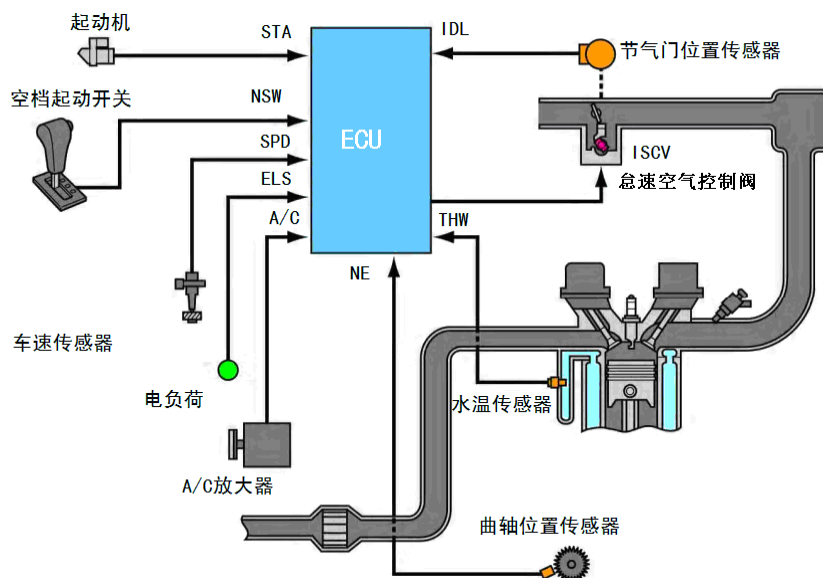 起动机
STA
IDL
节气门位置传感器
空档起动开关
NSW
SPD
ECU
ISCV
ELS
怠速空气控制阀
A/C
THW
NE
车速传感器
电负荷
水温传感器
A/C放大器
曲轴位置传感器